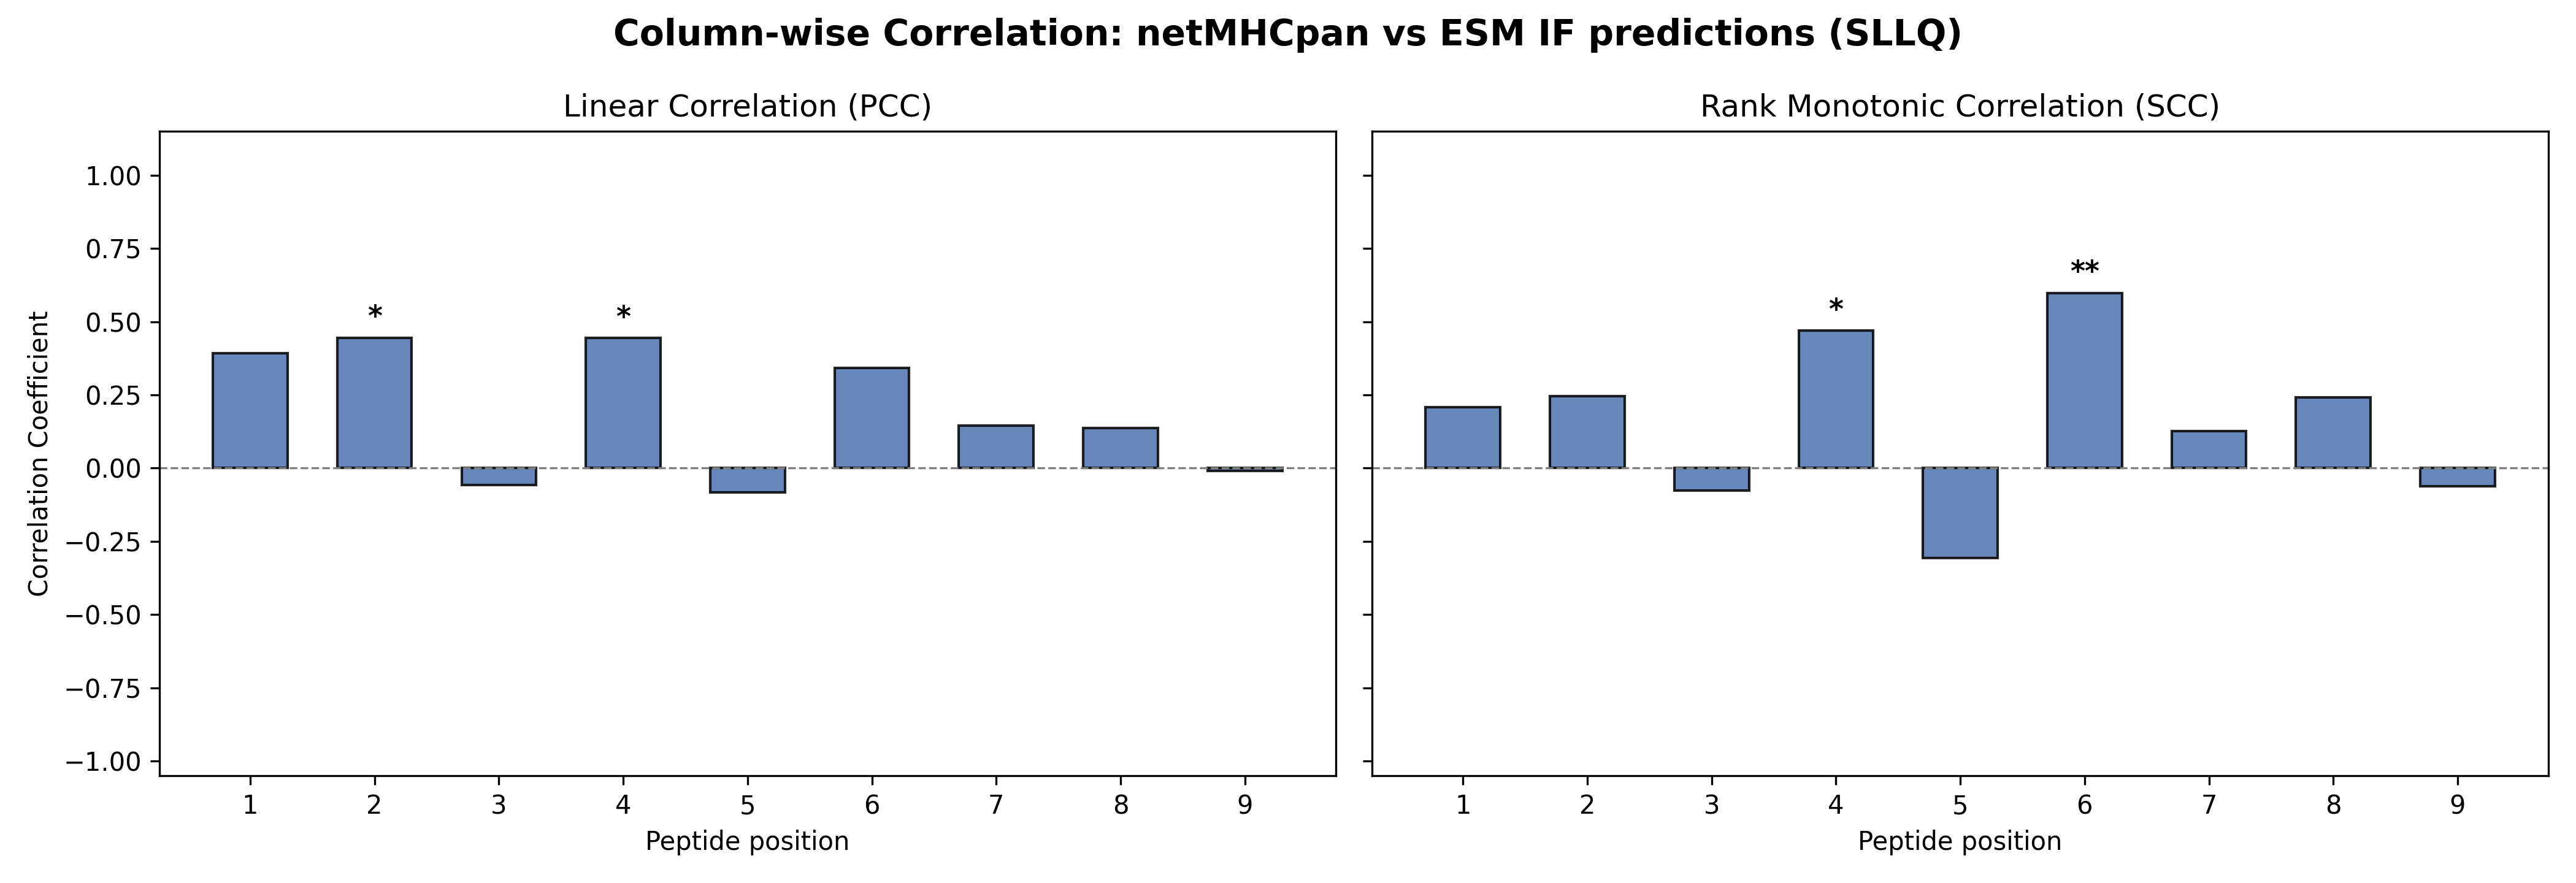 Column-wise Correlation: netMHCpan vs ESM IF predictions (SLLQ)
Linear Correlation (PCC)
Correlation Coefficient
1.00
0.75
0.50
0.25
0.00
−0.25
−0.50
−0.75
−1.00
* *
1 2 3 4 5 6 7 8 9
Peptide position
Rank Monotonic Correlation (SCC)
**
*
1 2 3 4 5 6 7 8 9
Peptide position